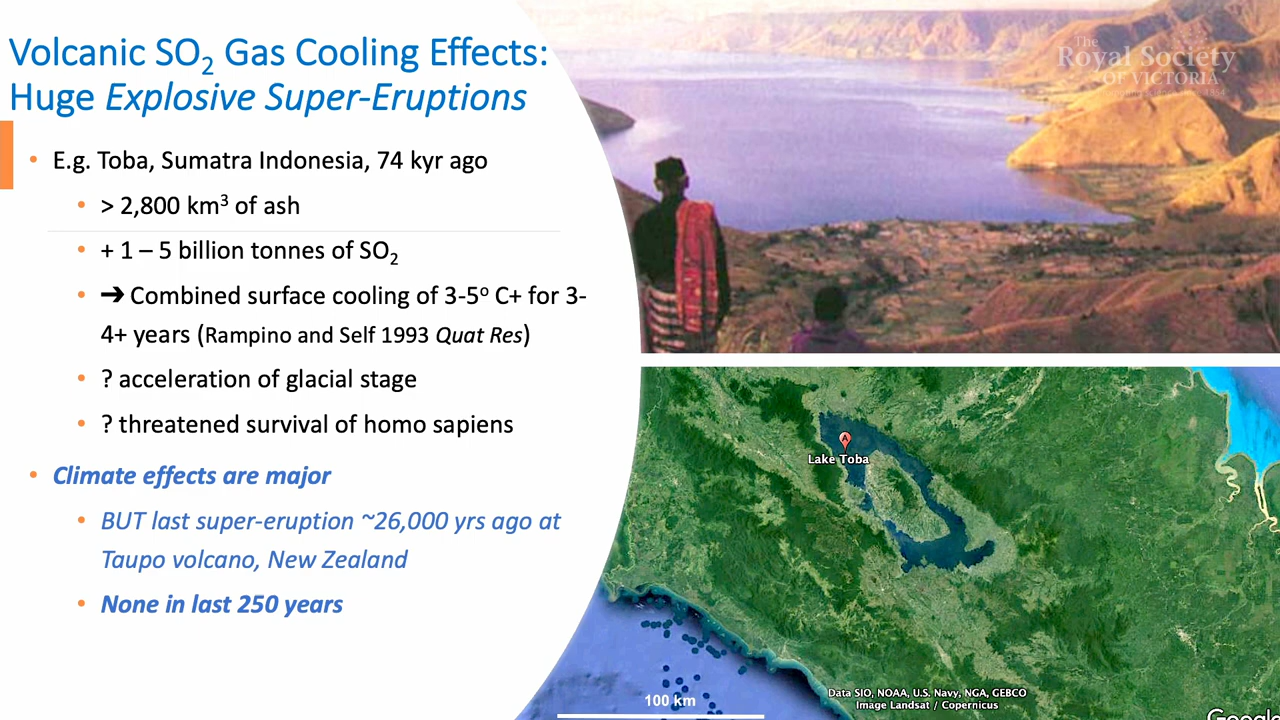 Volcanic SO₂ Gas Cooling Effects:
Huge Explosive Super-Eruptions
• E.g. Toba, Sumatra Indonesia, 74 kyr ago
• > 2,800 km³ of ash
• + 1 – 5 billion tonnes of SO₂
• ➔ Combined surface cooling of 3-5º C+ for 3-
4+ years (Rampino and Self 1993 Quat Res)
• ? acceleration of glacial stage
• ? threatened survival of homo sapiens
• Climate effects are major
• BUT last super-eruption ~26,000 yrs ago at
Taupo volcano, New Zealand
• None in last 250 years
The
Royal Society
OF VICTORIA
A
Lake Toba
100 km
Data SIO, NOAA, U.S. Navy, NGA, GEBCO
Image Landsat / Copernicus